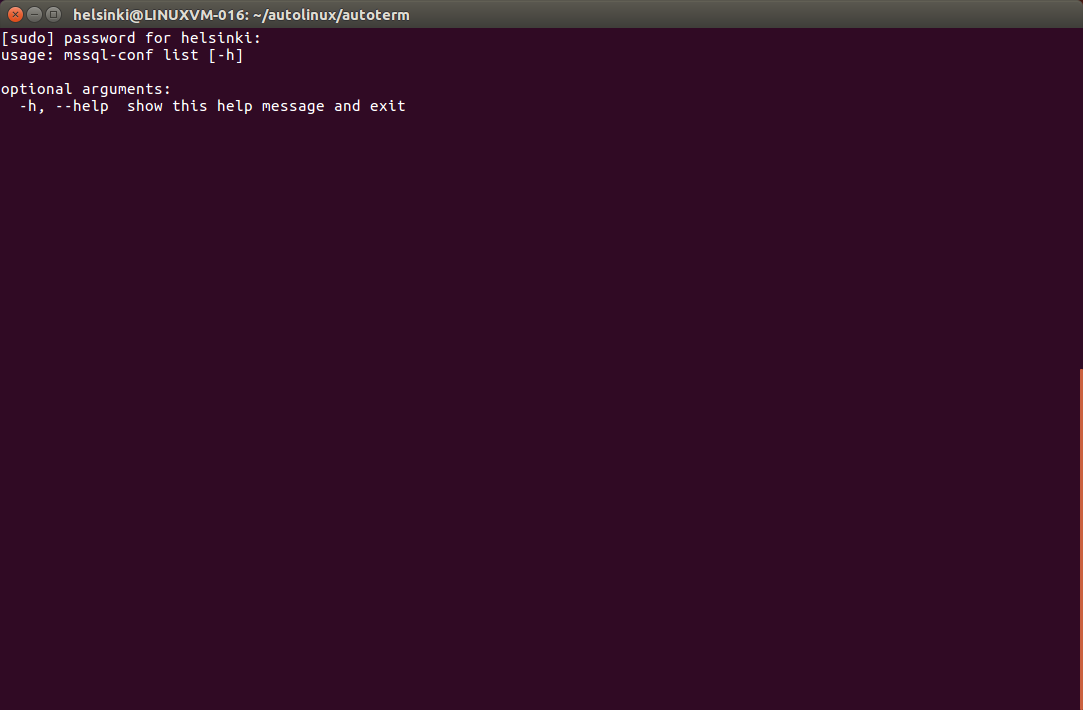 helsinki@LINUXVM-016: ~/autolinux/autoterm
[sudo] password for helsinki:
usage: mssql-conf list [-h]
optional arguments:
  -h, --help  show this help message and exit